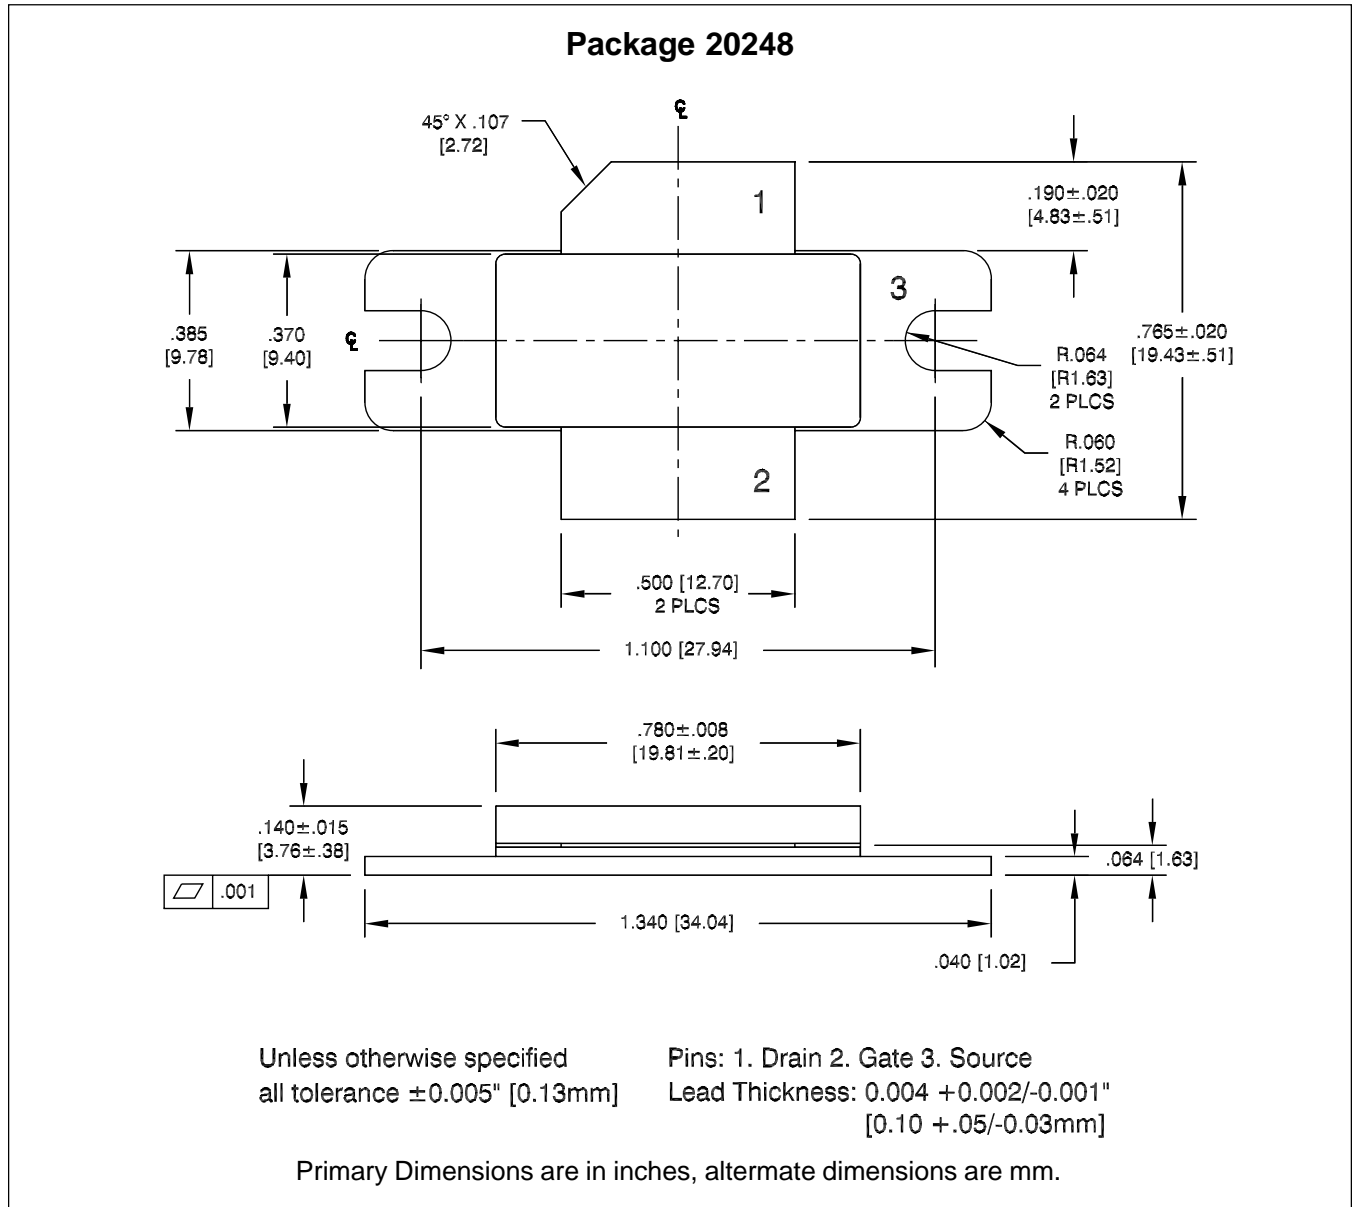 Package 20248
℄
45° X .107
[2.72]
1
.190±.020
[4.83±.51]
3
.385
[9.78]
.370
[9.40]
℄
.765±.020
[19.43±.51]
R.064
[R1.63]
2 PLCS
R.060
[R1.52]
4 PLCS
2
.500 [12.70]
2 PLCS
1.100 [27.94]
.780±.008
[19.81±.20]
.140±.015
[3.76±.38]
.064 [1.63]
.001
1.340 [34.04]
.040 [1.02]
Unless otherwise specified
all tolerance ±0.005" [0.13mm]
Pins: 1. Drain 2. Gate 3. Source
Lead Thickness: 0.004 +0.002/-0.001"
[0.10 +.05/-0.03mm]
Primary Dimensions are in inches, altermate dimensions are mm.